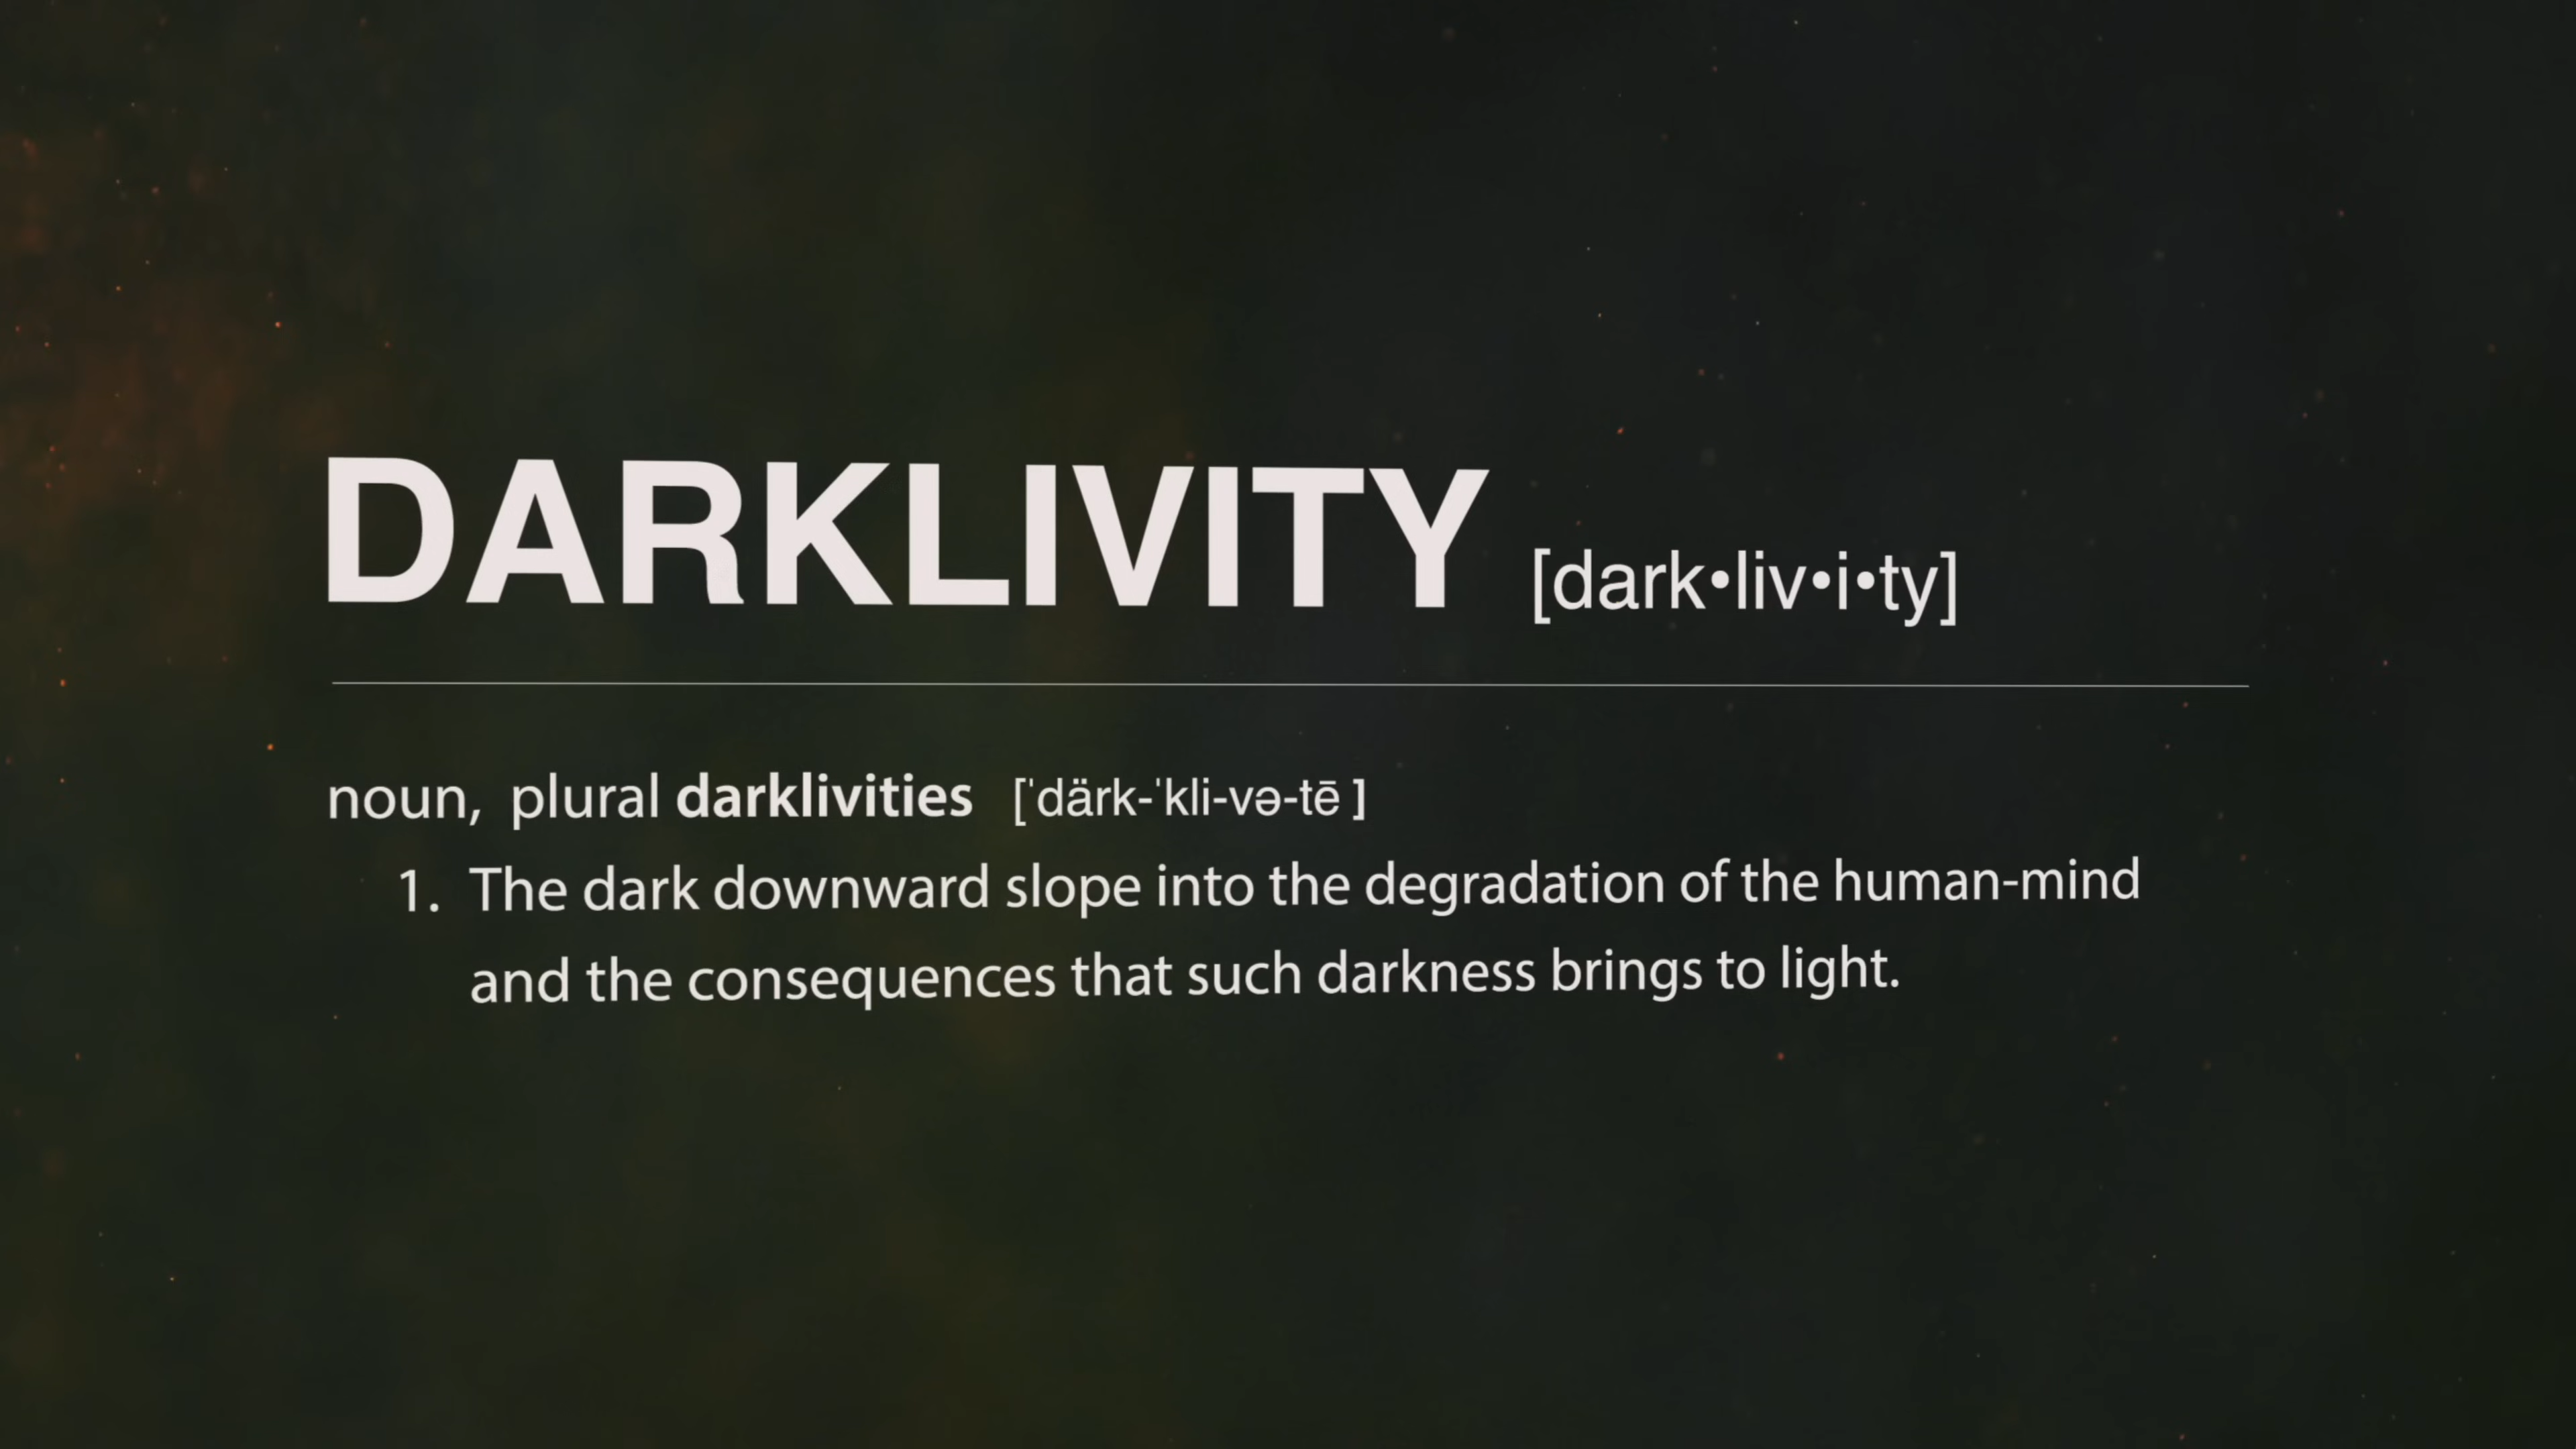 DARKLIVITY [dark•liv•i•ty]
noun, plural darklivities [ˈdärk-ˈkli-və-tē ]
1. The dark downward slope into the degradation of the human-mind
and the consequences that such darkness brings to light.